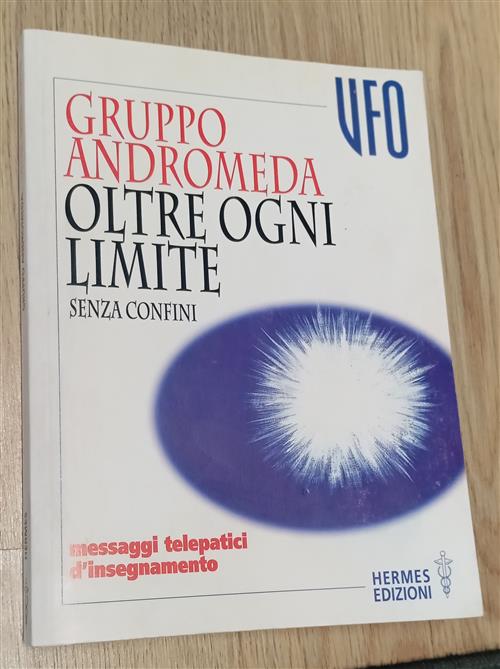 UFO
GRUPPO
ANDROMEDA
OLTRE OGNI
LIMITE
SENZA CONFINI
messaggi telepatici
d'insegnamento
HERMES
EDIZIONI